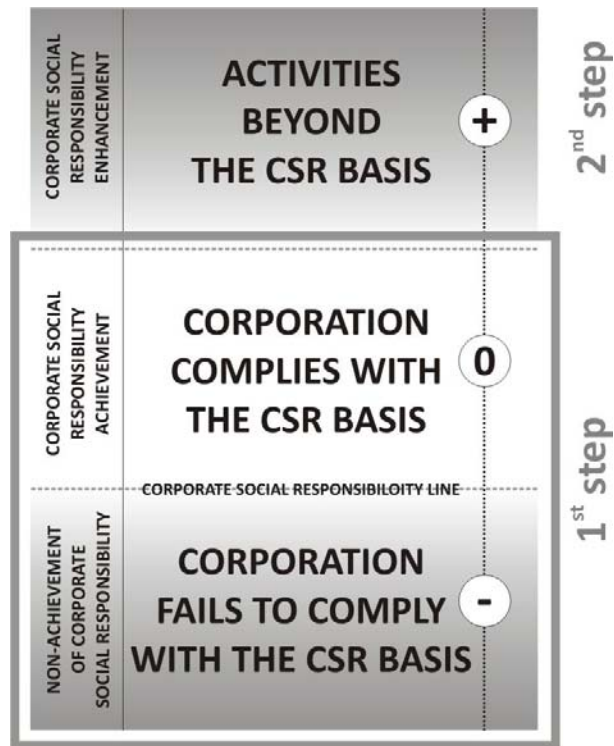 CORPORATE SOCIAL
RESPONSIBILITY
ENHANCEMENT
ACTIVITIES
BEYOND
THE CSR BASIS
+
2nd step
CORPORATE SOCIAL
RESPONSIBILITY
ACHIEVEMENT
CORPORATION
COMPLIES WITH
THE CSR BASIS
0
CORPORATE SOCIAL RESPONSIBILOITY LINE
1st step
NON-ACHIEVEMENT
OF CORPORATE
SOCIAL RESPONSIBILITY
CORPORATION
FAILS TO COMPLY
WITH THE CSR BASIS
-